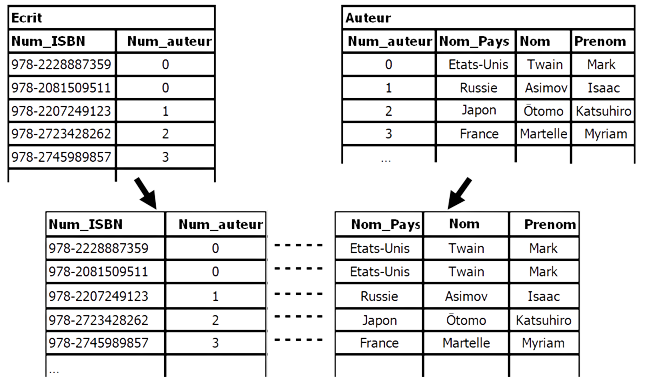 Ecrit
Num_ISBN Num_auteur
978-2228887359 0
978-2081509511 0
978-2207249123 1
978-2723428262 2
978-2745989857 3
Auteur
Num_auteur Nom_Pays Nom Prenom
0 Etats-Unis Twain Mark
1 Russie Asimov Isaac
2 Japon Ōtomo Katsuhiro
3 France Martelle Myriam
...
Num_ISBN Num_auteur Nom_Pays Nom Prenom
978-2228887359 0 Etats-Unis Twain Mark
978-2081509511 0 Etats-Unis Twain Mark
978-2207249123 1 Russie Asimov Isaac
978-2723428262 2 Japon Ōtomo Katsuhiro
978-2745989857 3 France Martelle Myriam
...